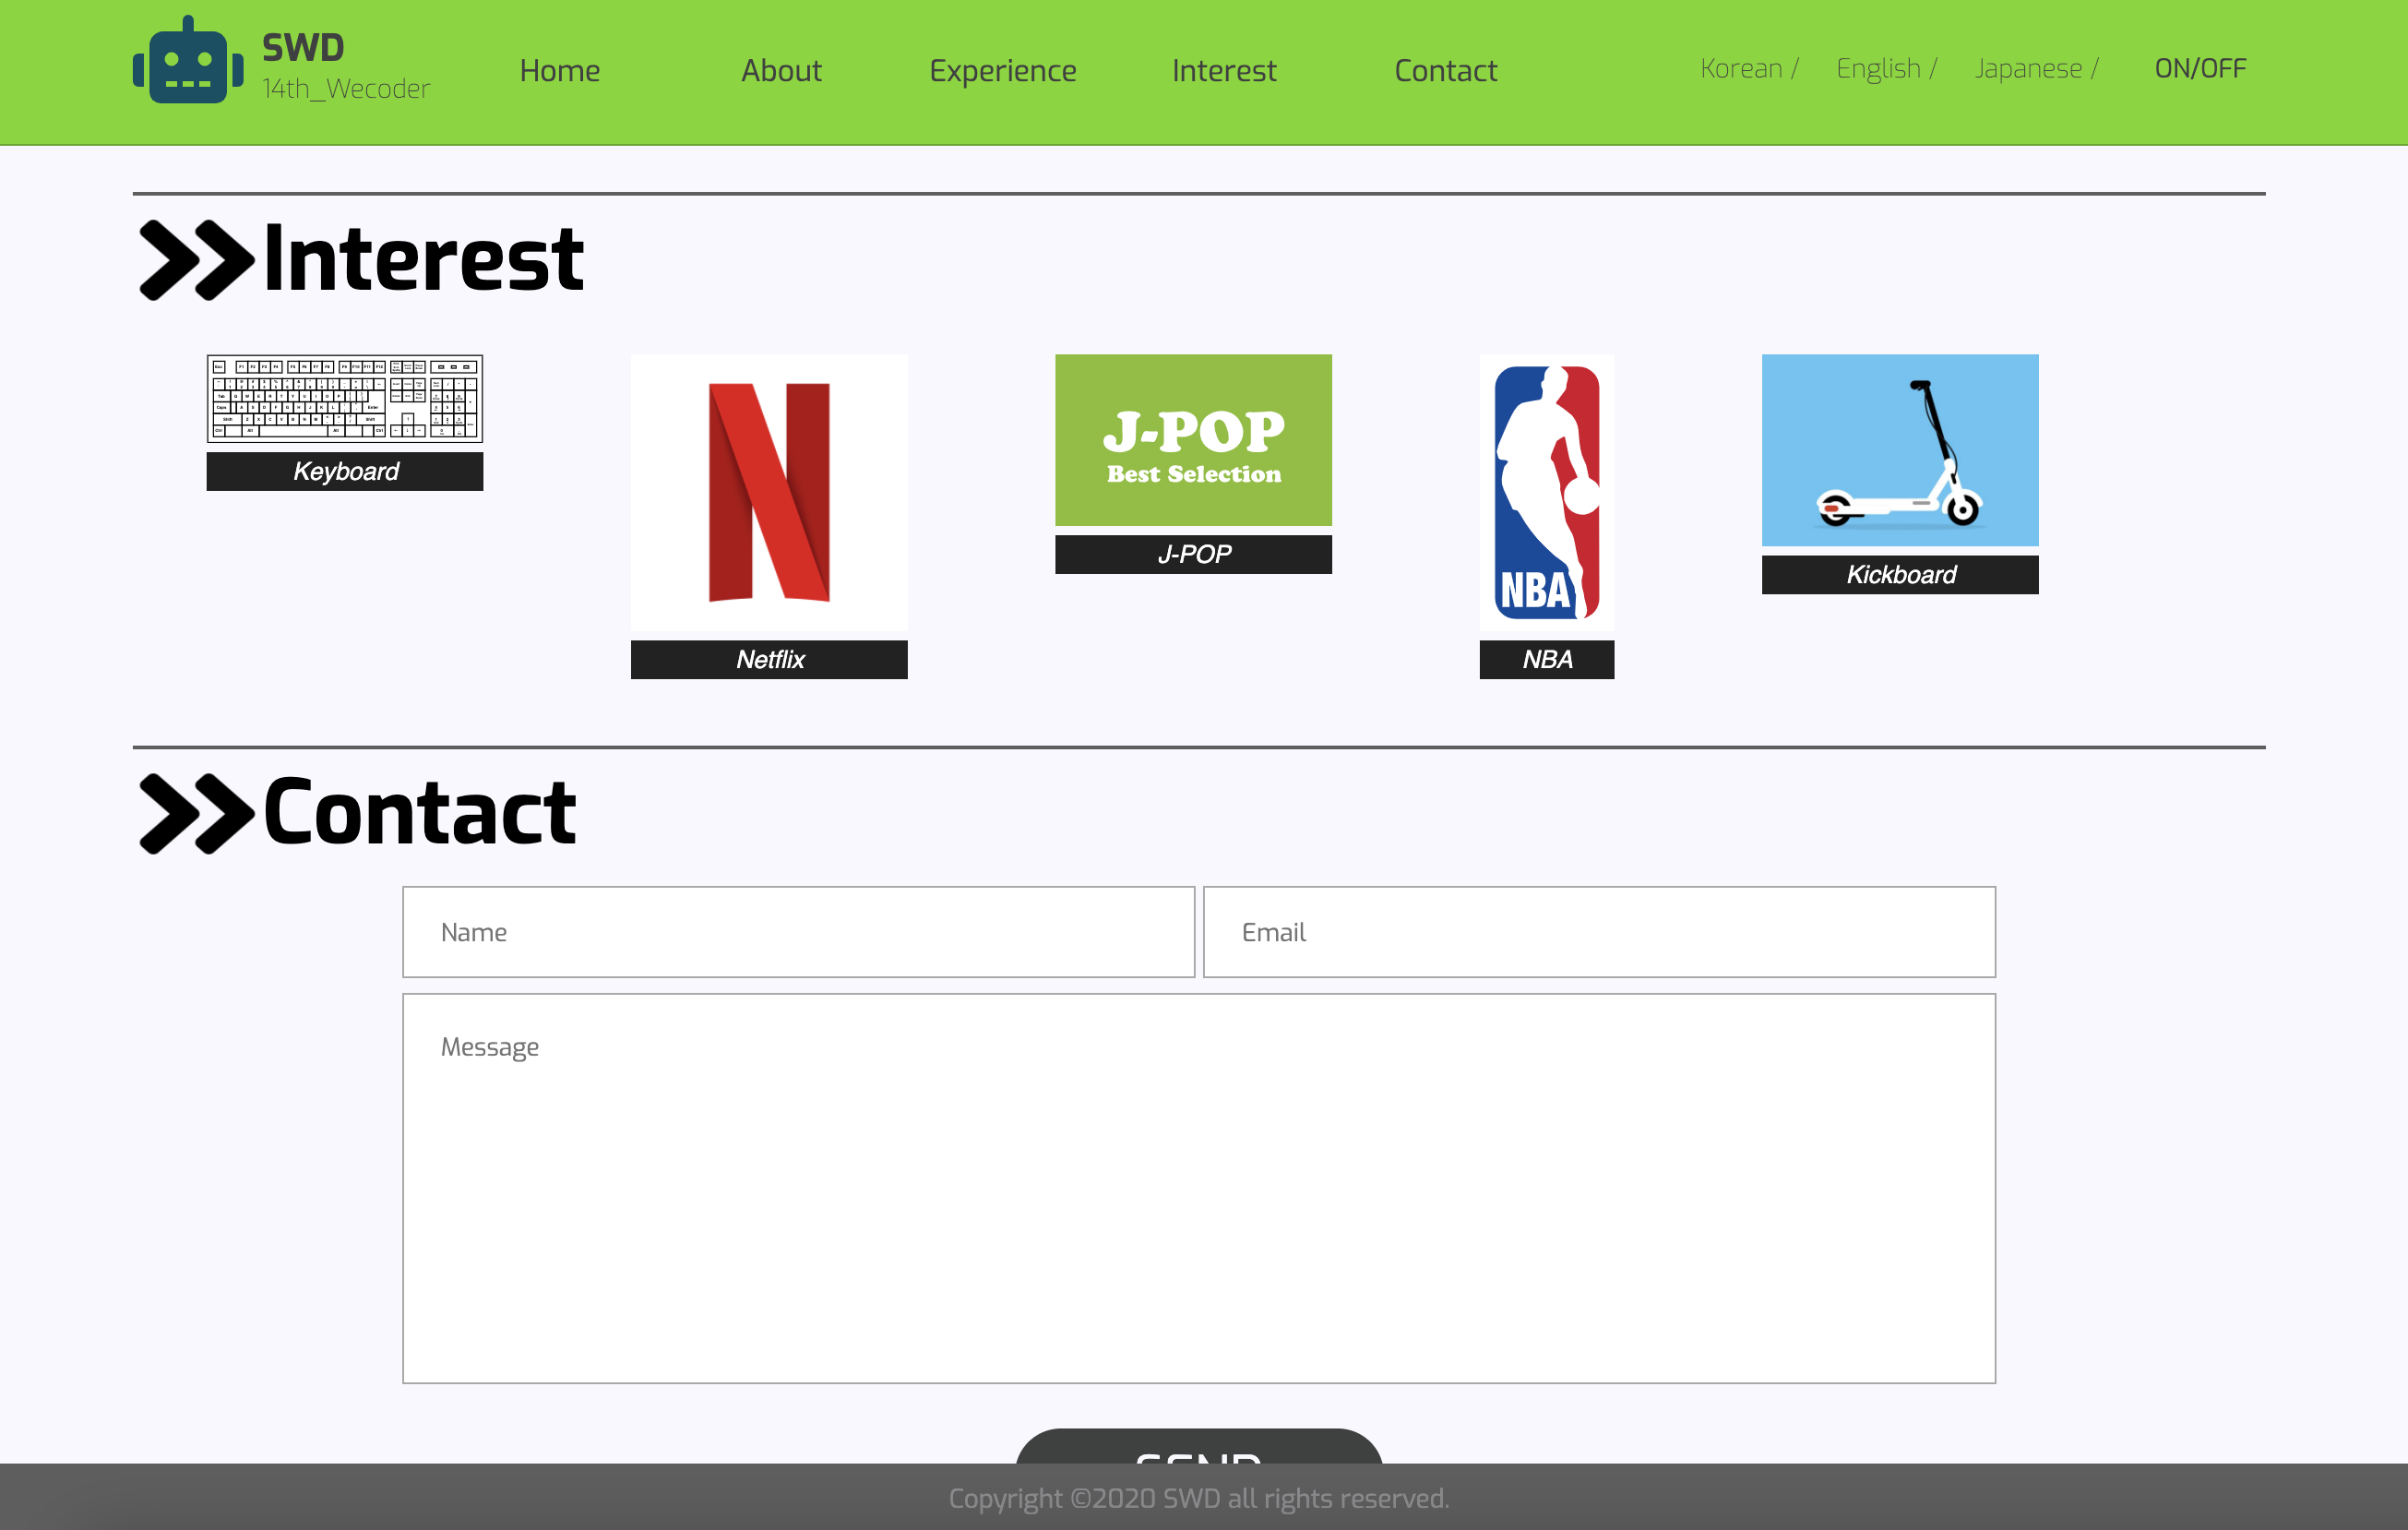 SWD
14th_Wecoder
Home
About
Experience
Interest
Contact
Korean /
English /
Japanese /
ON/OFF
Interest
Keyboard
Netflix
J-POP
Best Selection
J-POP
NBA
NBA
Kickboard
Contact
Name
Email
Message
SEND
Copyright ©2020 SWD all rights reserved.